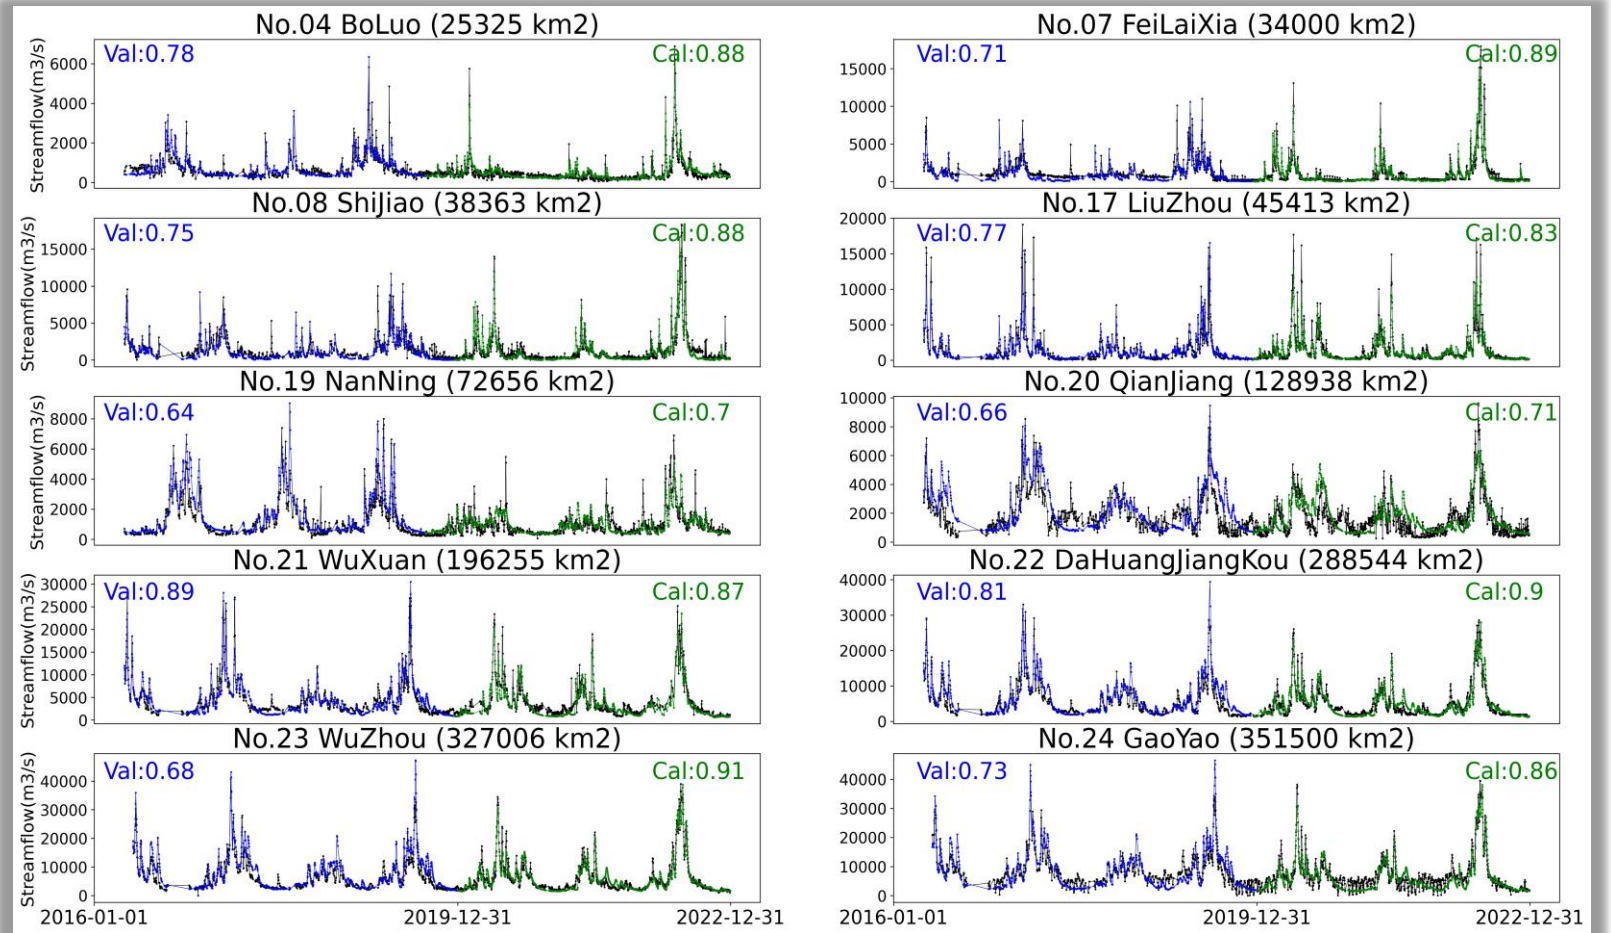 No.04 BoLuo (25325 km2)
Val:0.78
Cal:0.88
Streamflow(m3/s)
6000
4000
2000
0
No.07 FeiLaiXia (34000 km2)
Val:0.71
Cal:0.89
15000
10000
5000
0
No.08 ShiJiao (38363 km2)
Val:0.75
Cal:0.88
Streamflow(m3/s)
15000
10000
5000
0
No.17 LiuZhou (45413 km2)
Val:0.77
Cal:0.83
20000
15000
10000
5000
0
No.19 NanNing (72656 km2)
Val:0.64
Cal:0.7
Streamflow(m3/s)
8000
6000
4000
2000
0
No.20 QianJiang (128938 km2)
Val:0.66
Cal:0.71
10000
8000
6000
4000
2000
0
No.21 WuXuan (196255 km2)
Val:0.89
Cal:0.87
Streamflow(m3/s)
30000
25000
20000
15000
10000
5000
0
No.22 DaHuangJiangKou (288544 km2)
Val:0.81
Cal:0.9
40000
30000
20000
10000
0
No.23 WuZhou (327006 km2)
Val:0.68
Cal:0.91
Streamflow(m3/s)
40000
30000
20000
10000
0
2016-01-01
2019-12-31
2022-12-31
No.24 GaoYao (351500 km2)
Val:0.73
Cal:0.86
40000
30000
20000
10000
0
2016-01-01
2019-12-31
2022-12-31